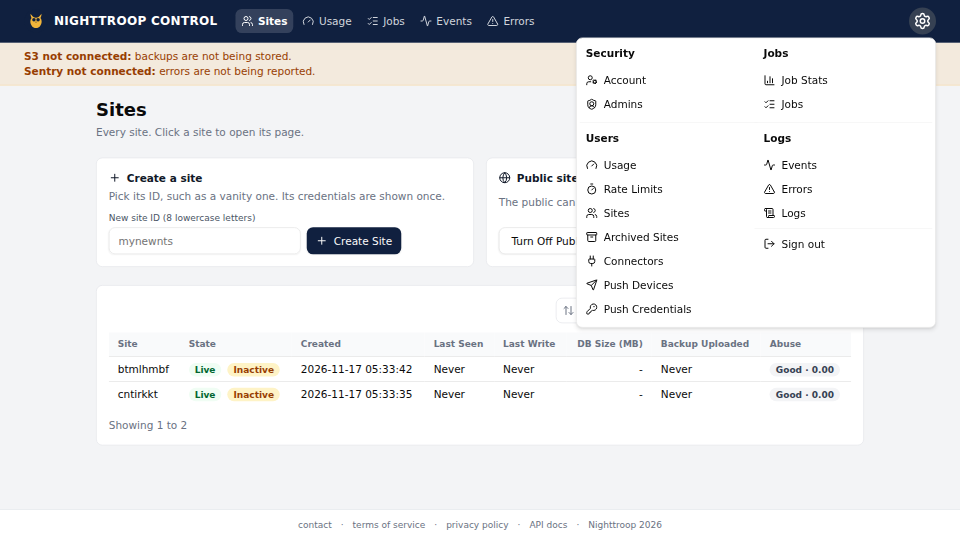 NIGHTTROOP CONTROL
Sites
Usage
Jobs
Events
Errors
S3 not connected: backups are not being stored.
Sentry not connected: errors are not being reported.
Security
Account
Admins
Jobs
Job Stats
Jobs
Users
Usage
Rate Limits
Sites
Archived Sites
Connectors
Push Devices
Push Credentials
Logs
Events
Errors
Logs
Sign out
Sites
Every site. Click a site to open its page.
Create a site
Pick its ID, such as a vanity one. Its credentials are shown once.
New site ID (8 lowercase letters)
mynewnts
Create Site
Public site
The public can
Turn Off Pub
Site State Created Last Seen Last Write DB Size (MB) Backup Uploaded Abuse
btmlhmbf Live Inactive 2026-11-17 05:33:42 Never Never - Never Good · 0.00
cntirkkt Live Inactive 2026-11-17 05:33:35 Never Never - Never Good · 0.00
Showing 1 to 2
contact · terms of service · privacy policy · API docs · Nighttroop 2026